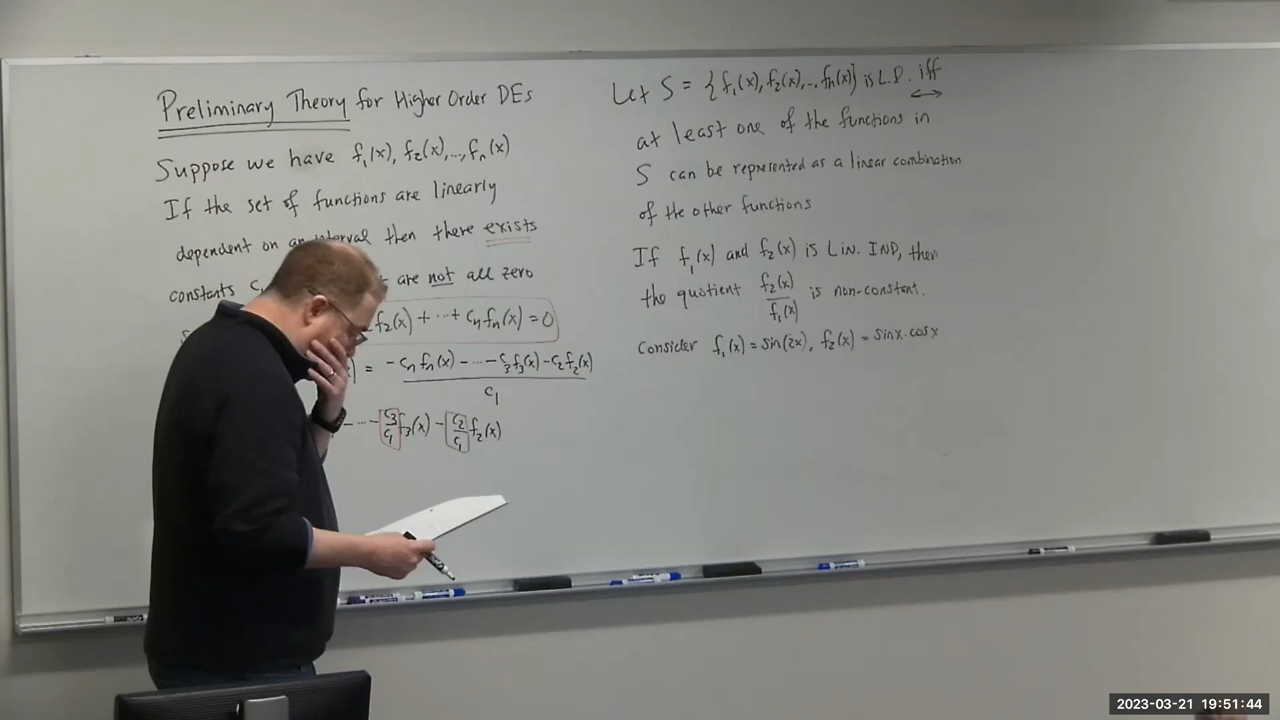 Preliminary Theory for Higher Order DEs
Suppose we have f₁(x), f₂(x),..., fₙ(x)
If the set of functions are linearly
dependent on an interval then there exists
constants c are not all zero
f₂(x) + ⋯ + cₙfₙ(x) = 0
= -cₙfₙ(x) - ⋯ - c₃f₃(x) - c₂f₂(x)
c₁
- ⋯ - c₃/c₁ f₃(x) - c₂/c₁ f₂(x)
Let S = {f₁(x), f₂(x),.., fₙ(x)} is L.D. iff
↔
at least one of the functions in
S can be represented as a linear combination
of the other functions
If f₁(x) and f₂(x) is Lin. IND, then
the quotient f₂(x)/f₁(x) is non-constant.
Consider f₁(x) = sin(2x), f₂(x) = sinx·cosx
2023-03-21 19:51:44